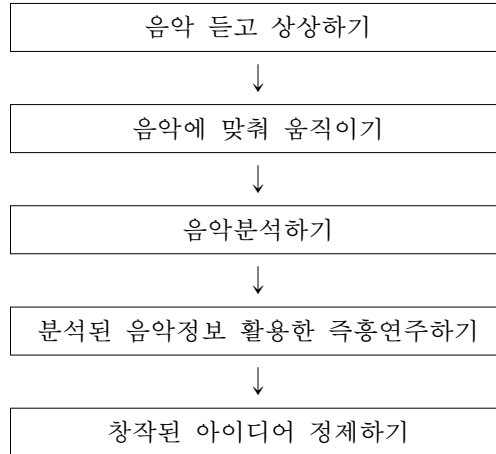 음악 듣고 상상하기
↓
음악에 맞춰 움직이기
↓
음악분석하기
↓
분석된 음악정보 활용한 즉흥연주하기
↓
창작된 아이디어 정제하기